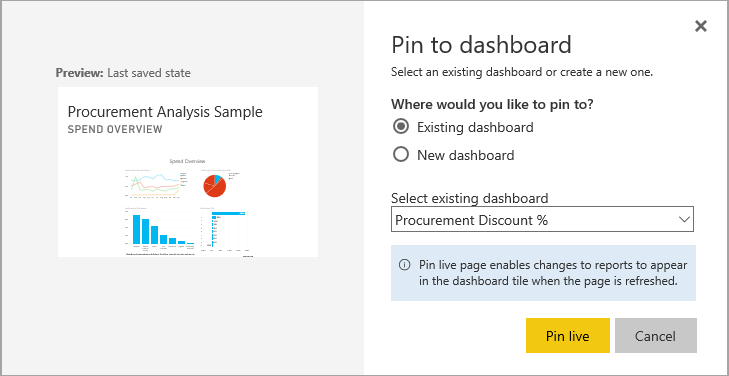 Preview: Last saved state
Procurement Analysis Sample
SPEND OVERVIEW
Spend Overview
Pin to dashboard
Select an existing dashboard or create a new one.
Where would you like to pin to?
Existing dashboard
New dashboard
Select existing dashboard
Procurement Discount %
Pin live page enables changes to reports to appear
in the dashboard tile when the page is refreshed.
Pin live
Cancel